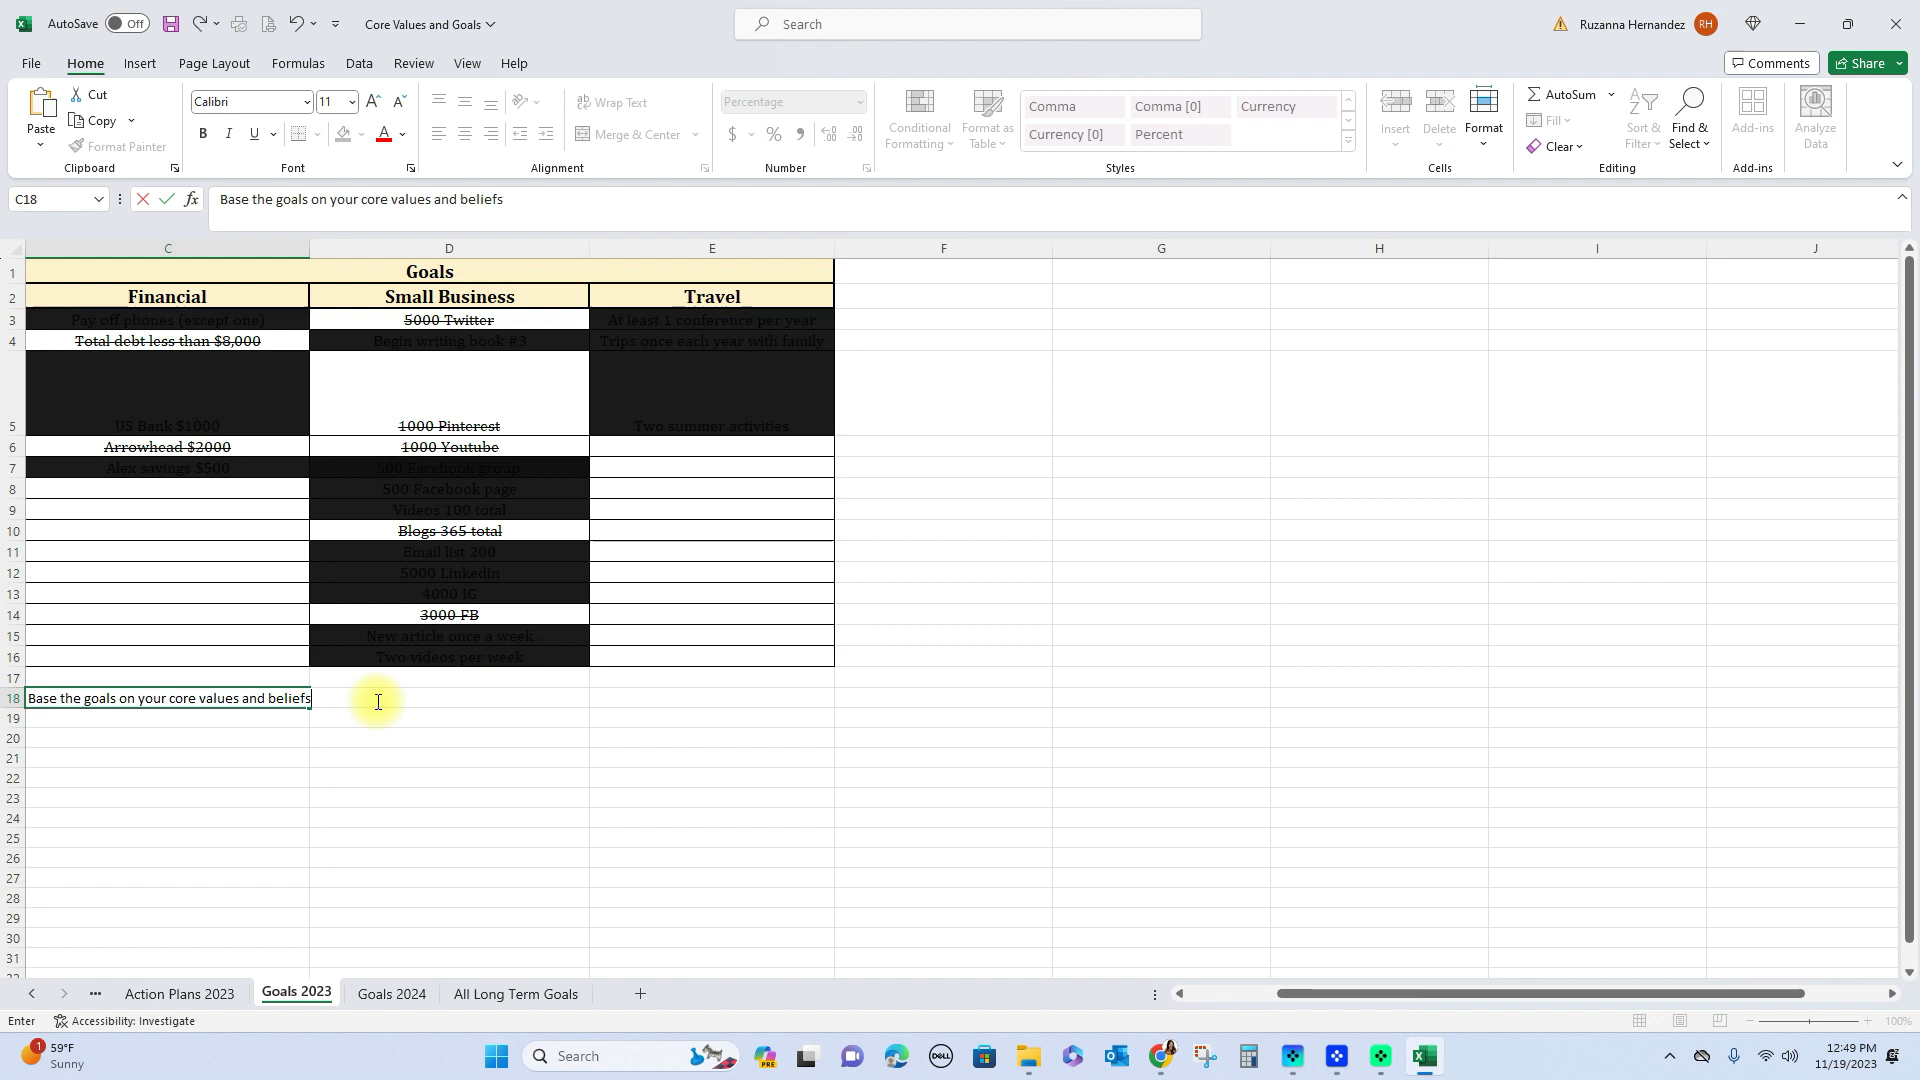 AutoSave Off Core Values and Goals Search Ruzanna Hernandez RH
File Home Insert Page Layout Formulas Data Review View Help Comments Share
Paste Cut Copy Format Painter Clipboard
Calibri 11 B I U A Font
Wrap Text Merge & Center Alignment
Percentage $ % , Number
Conditional Formatting Format as Table Comma Comma [0] Currency Currency [0] Percent Styles
Insert Delete Format Cells
AutoSum Fill Clear Sort & Filter Find & Select Editing
Add-ins Add-ins
Analyze Data
C18 fx Base the goals on your core values and beliefs
C D E F G H I J
1 Goals
2 Financial Small Business Travel
3 Pay off phones (except one) 5000 Twitter At least 1 conference per year
4 Total debt less than $8,000 Begin writing book #3 Trips once each year with family
5 US Bank $1000 1000 Pinterest Two summer activities
6 Arrowhead $2000 1000 Youtube
7 Alex savings $500 500 Facebook group
8 500 Facebook page
9 Videos 100 total
10 Blogs 365 total
11 Email list 200
12 5000 Linkedin
13 4000 IG
14 3000 FB
15 New article once a week
16 Two videos per week
17
18 Base the goals on your core values and beliefs
19
20
21
22
23
24
25
26
27
28
29
30
31
Action Plans 2023 Goals 2023 Goals 2024 All Long Term Goals
Enter Accessibility: Investigate 100%
1 59°F Search PRE DELL 12:49 PM
Sunny 11/19/2023